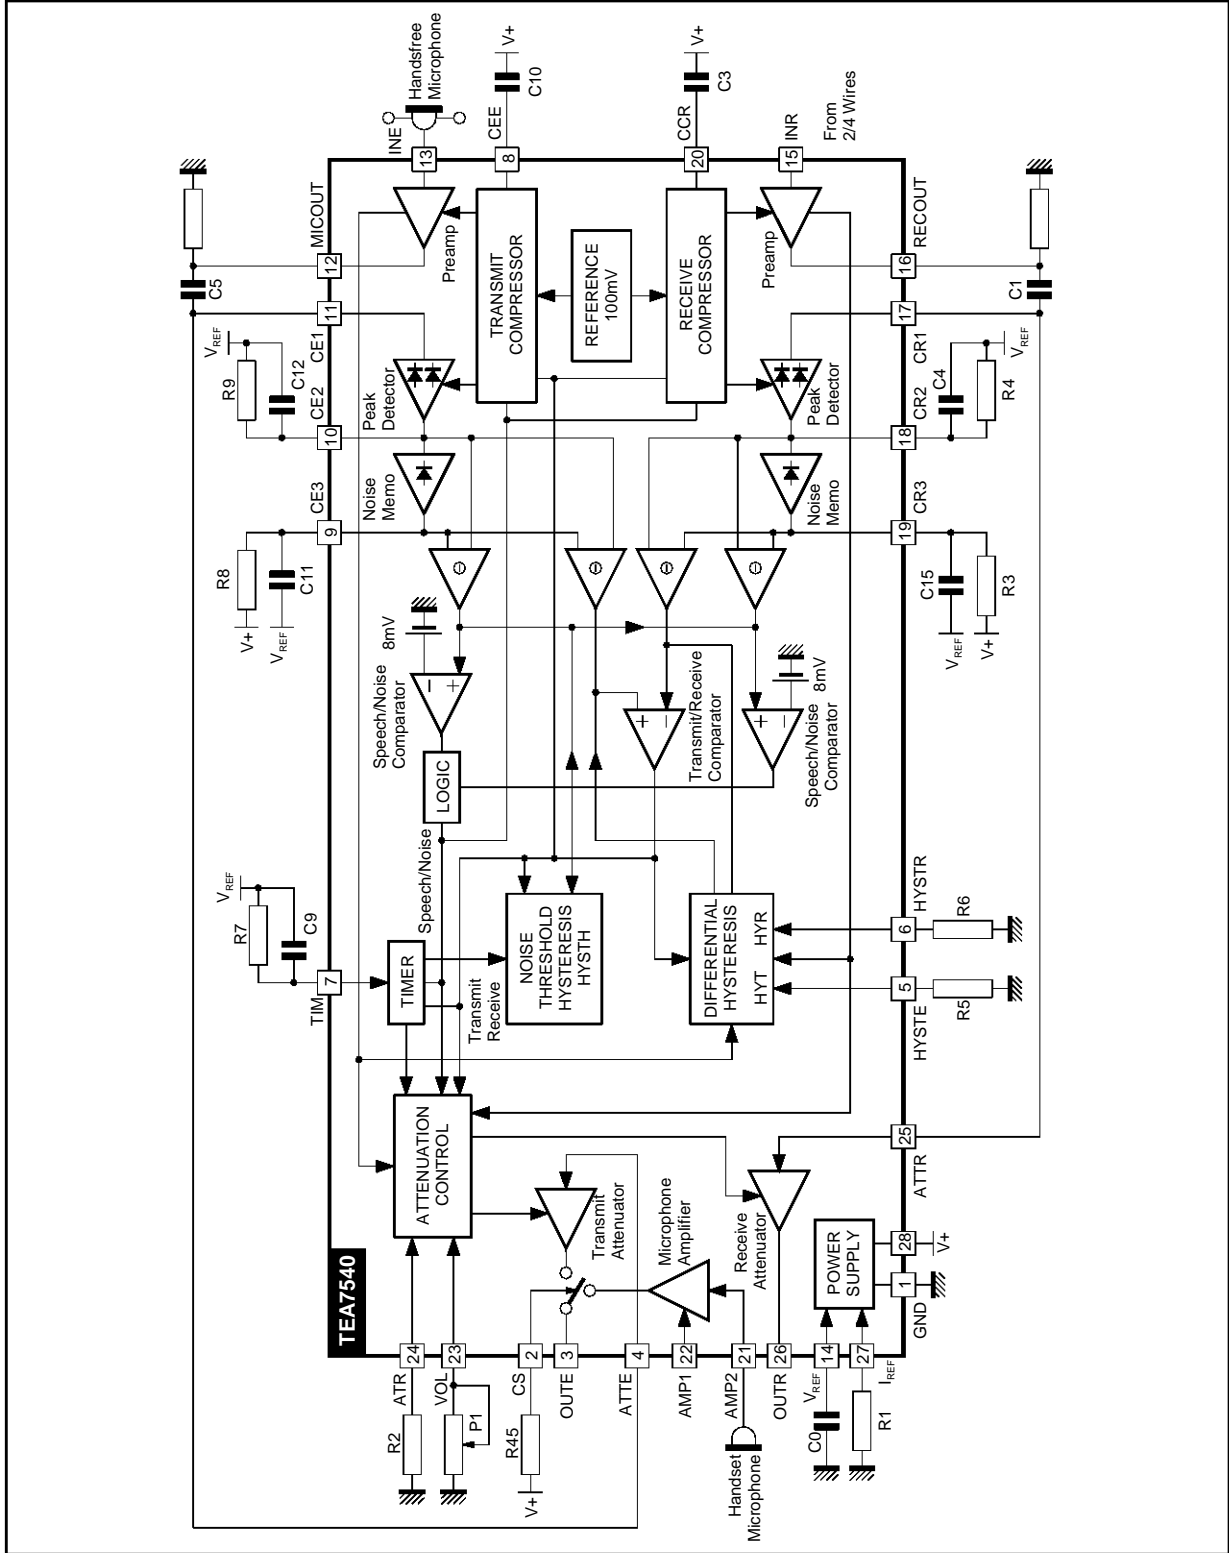 TEA7540
ATR
24
R2
VOL
23
P1
CS
2
R45
V+
OUTE
3
ATTE
4
AMP1
22
AMP2
21
Handset
Microphone
OUTR
26
VREF
14
C0
IREF
27
R1
POWER
SUPPLY
1
GND
28
V+
ATTENUATION
CONTROL
Transmit
Attenuator
Microphone
Amplifier
Receive
Attenuator
25
ATTR
TIM
7
R7
C9
VREF
TIMER
Transmit
Receive
Speech/Noise
NOISE
THRESHOLD
HYSTERESIS
HYSTH
DIFFERENTIAL
HYSTERESIS
HYT
HYR
5
HYSTE
R5
6
HYSTR
R6
LOGIC
Speech/Noise
Comparator
8mV
−
+
+
−
Transmit/Receive
Comparator
+
−
Speech/Noise
Comparator
8mV
CE3
9
R8
V+
C11
VREF
Noise
Memo
Noise
Memo
19
CR3
C15
VREF
R3
V+
CE2
10
R9
C12
VREF
Peak
Detector
Peak
Detector
18
CR2
C4
R4
VREF
CE1
11
C5
MICOUT
12
Preamp
TRANSMIT
COMPRESSOR
REFERENCE
100mV
RECEIVE
COMPRESSOR
Preamp
17
CR1
C1
16
RECOUT
INE
13
Handsfree
Microphone
CEE
8
C10
V+
CCR
20
C3
V+
15
INR
From
2/4 Wires